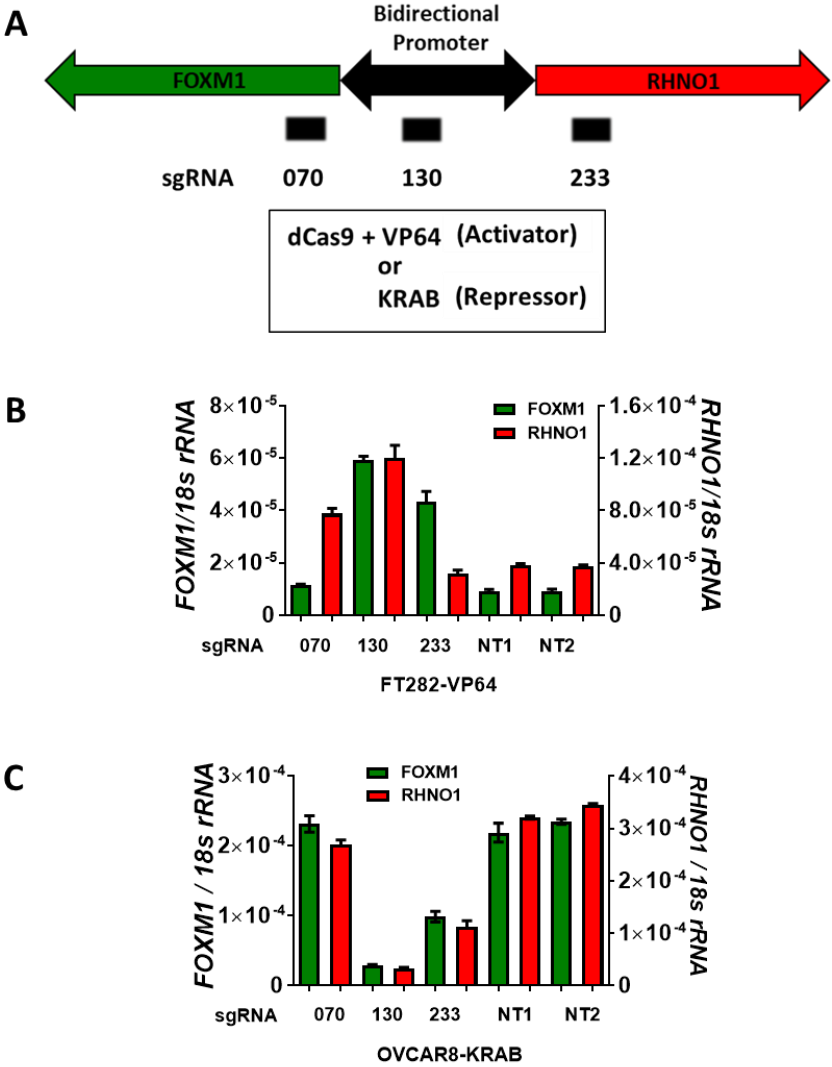 A
Bidirectional
Promoter
FOXM1
RHNO1
sgRNA 070 130 233
dCas9 + VP64 (Activator)
or
KRAB (Repressor)
B
FOXM1/18s rRNA
8×10-5
6×10-5
4×10-5
2×10-5
0
FOXM1
RHNO1
1.6×10-4
1.2×10-4
8.0×10-5
4.0×10-5
0
RHNO1/18s rRNA
sgRNA 070 130 233 NT1 NT2
FT282-VP64
C
FOXM1 / 18s rRNA
3×10-4
2×10-4
1×10-4
0
FOXM1
RHNO1
4×10-4
3×10-4
2×10-4
1×10-4
0
RHNO1 / 18s rRNA
sgRNA 070 130 233 NT1 NT2
OVCAR8-KRAB